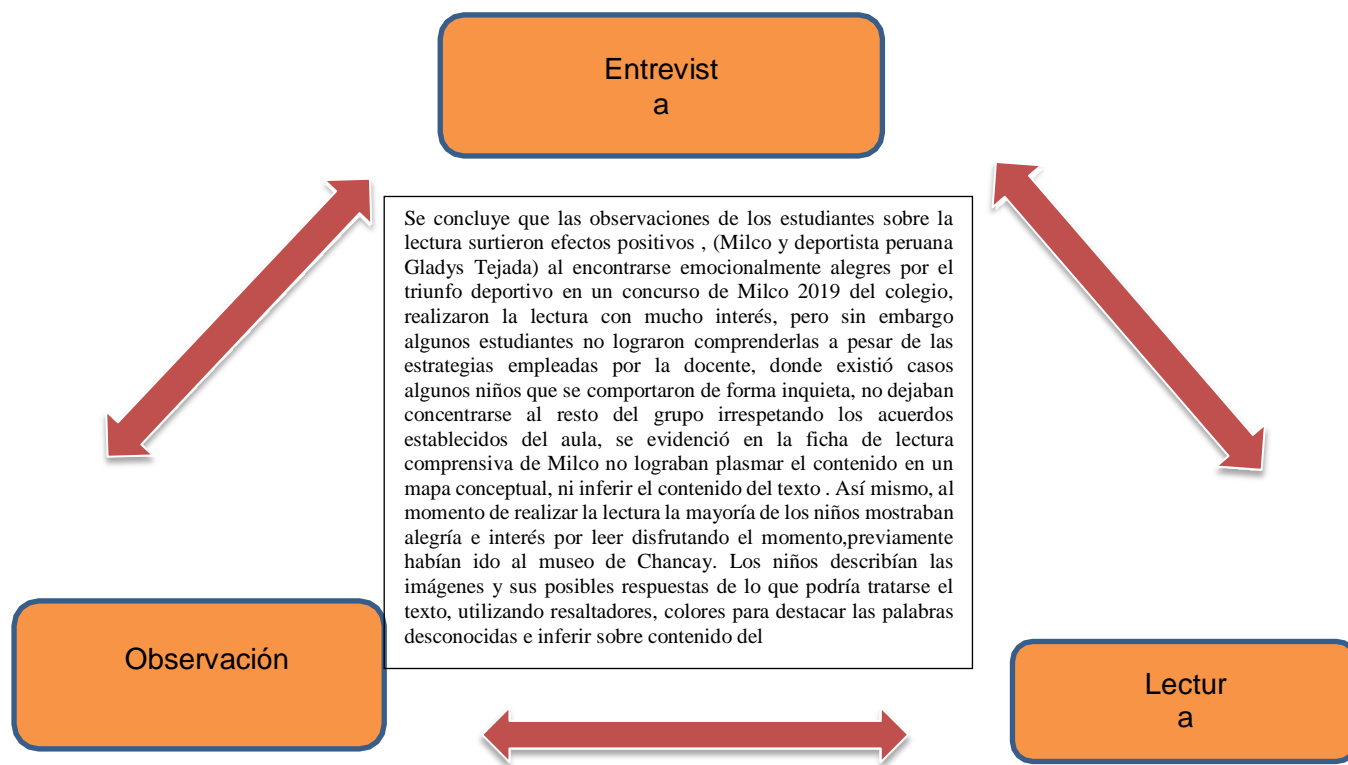 Entrevist
a
Se concluye que las observaciones de los estudiantes sobre la
lectura surtieron efectos positivos , (Milco y deportista peruana
Gladys Tejada) al encontrarse emocionalmente alegres por el
triunfo deportivo en un concurso de Milco 2019 del colegio,
realizaron la lectura con mucho interés, pero sin embargo
algunos estudiantes no lograron comprenderlas a pesar de las
estrategias empleadas por la docente, donde existió casos
algunos niños que se comportaron de forma inquieta, no dejaban
concentrarse al resto del grupo irrespetando los acuerdos
establecidos del aula, se evidenció en la ficha de lectura
comprensiva de Milco no lograban plasmar el contenido en un
mapa conceptual, ni inferir el contenido del texto . Así mismo, al
momento de realizar la lectura la mayoría de los niños mostraban
alegría e interés por leer disfrutando el momento,previamente
habían ido al museo de Chancay. Los niños describían las
imágenes y sus posibles respuestas de lo que podría tratarse el
texto, utilizando resaltadores, colores para destacar las palabras
desconocidas e inferir sobre contenido del
Observación
Lectur
a